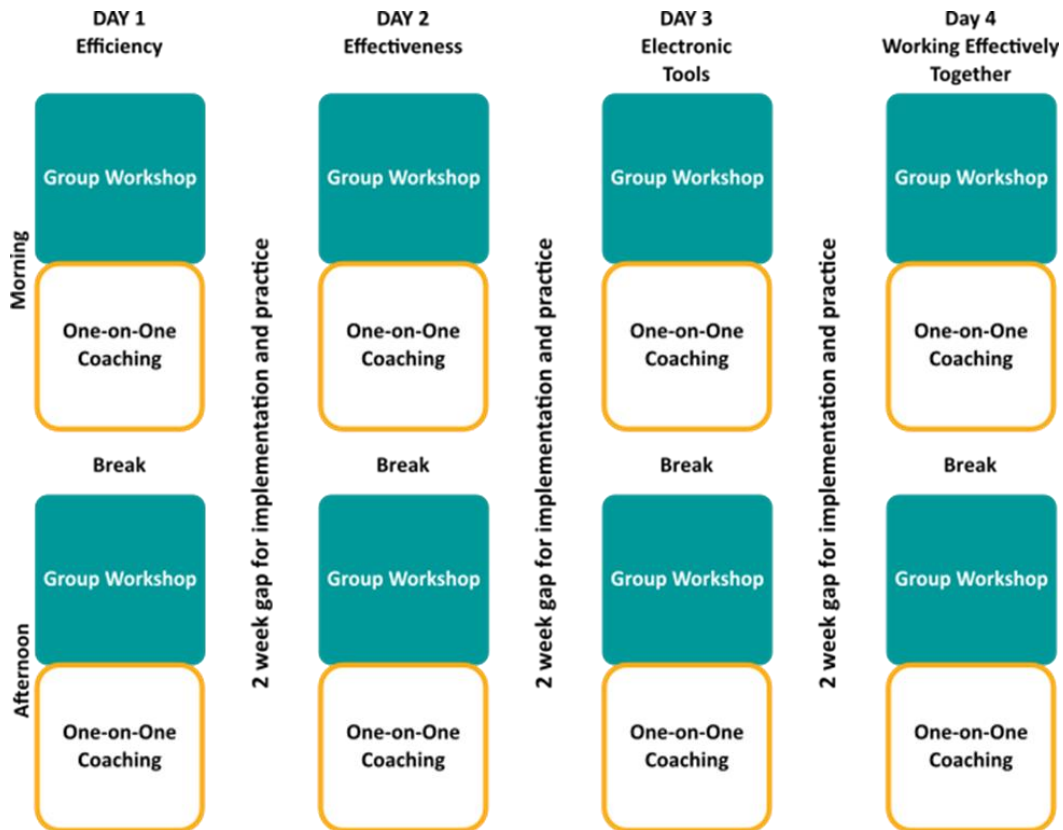 DAY 1
Efficiency
DAY 2
Effectiveness
DAY 3
Electronic
Tools
Day 4
Working Effectively
Together
Morning
Group Workshop
One-on-One
Coaching
2 week gap for implementation and practice
Group Workshop
One-on-One
Coaching
2 week gap for implementation and practice
Group Workshop
One-on-One
Coaching
2 week gap for implementation and practice
Group Workshop
One-on-One
Coaching
Break
Break
Break
Break
Afternoon
Group Workshop
One-on-One
Coaching
Group Workshop
One-on-One
Coaching
Group Workshop
One-on-One
Coaching
Group Workshop
One-on-One
Coaching